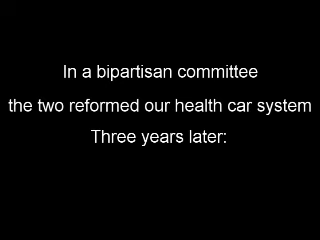 In a bipartisan committee
the two reformed our health car system
Three years later: